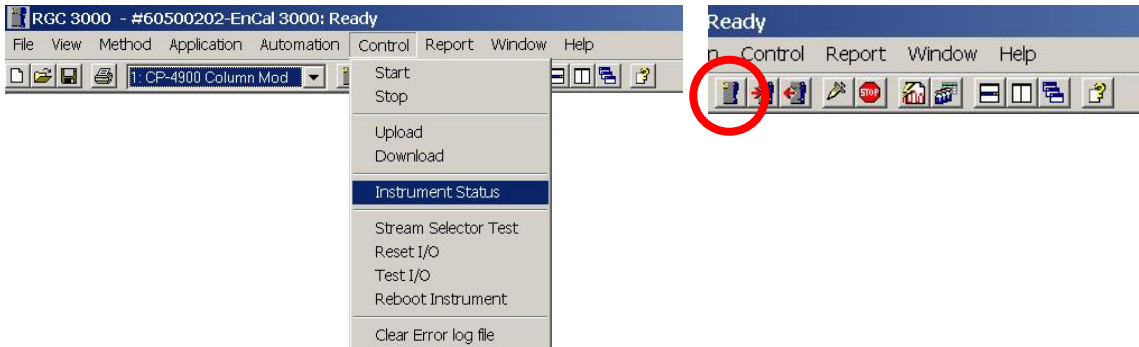 RGC 3000 - #60500202-EnCal 3000: Ready
File View Method Application Automation Control Report Window Help
1: CP-4900 Column Mod
Start
Stop
Upload
Download
Instrument Status
Stream Selector Test
Reset I/O
Test I/O
Reboot Instrument
Clear Error log file
Ready
n Control Report Window Help
STOP